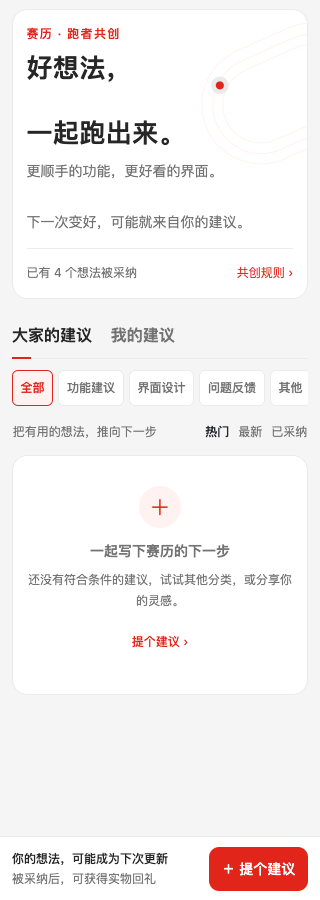 赛历 · 跑者共创
好想法，
一起跑出来。
更顺手的功能，更好看的界面。
下一次变好，可能就来自你的建议。
已有 4 个想法被采纳 共创规则 ›
大家的建议 我的建议
全部 功能建议 界面设计 问题反馈 其他
把有用的想法，推向下一步 热门 最新 已采纳
一起写下赛历的下一步
还没有符合条件的建议，试试其他分类，或分享你
的灵感。
提个建议 ›
你的想法，可能成为下次更新
被采纳后，可获得实物回礼
＋ 提个建议